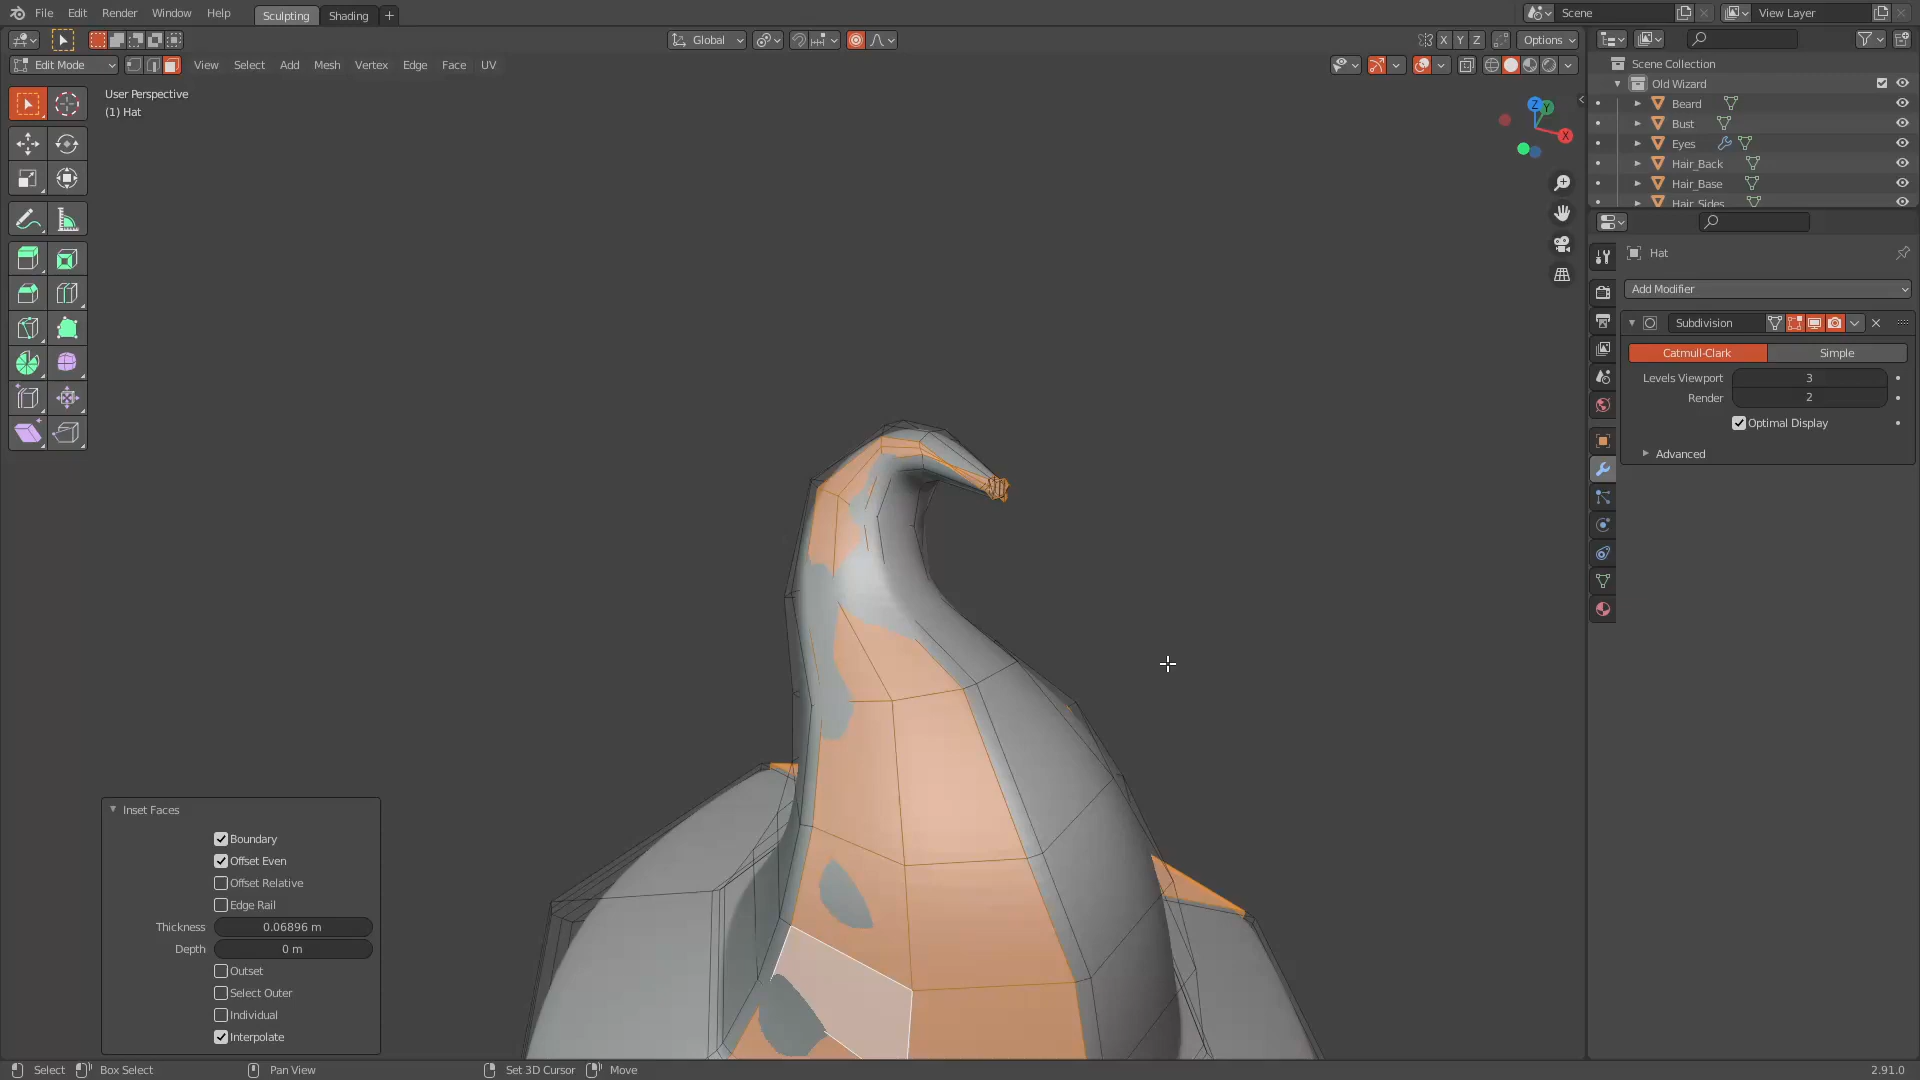 File Edit Render Window Help Sculpting Shading + Scene View Layer
Global X Y Z Options
Edit Mode View Select Add Mesh Vertex Edge Face UV
User Perspective
(1) Hat
Z Y X
Scene Collection
Old Wizard
Beard
Bust
Eyes
Hair_Back
Hair_Base
Hair_Sides
Hat
Add Modifier
Subdivision
Catmull-Clark Simple
Levels Viewport 3
Render 2
Optimal Display
Advanced
Inset Faces
Boundary
Offset Even
Offset Relative
Edge Rail
Thickness 0.06896 m
Depth 0 m
Outset
Select Outer
Individual
Interpolate
Select Box Select Pan View Set 3D Cursor Move 2.91.0